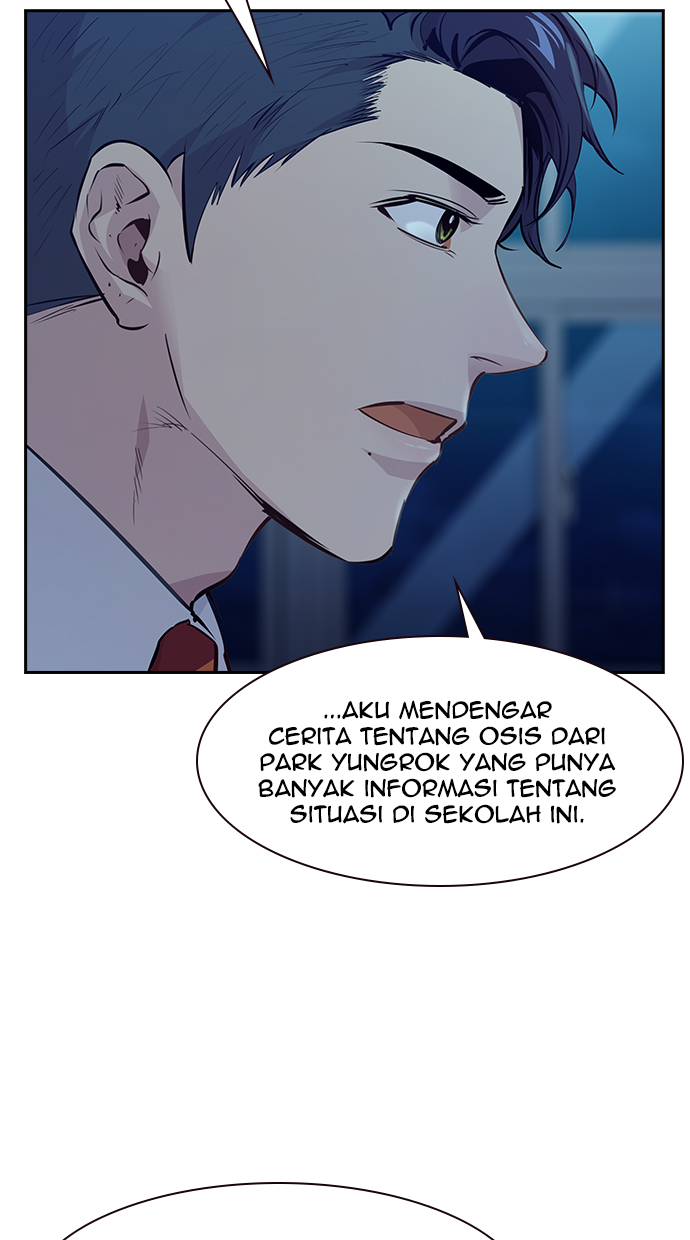 ...AKU MENDENGAR
CERITA TENTANG OSIS DARI
PARK YUNGROK YANG PUNYA
BANYAK INFORMASI TENTANG
SITUASI DI SEKOLAH INI.